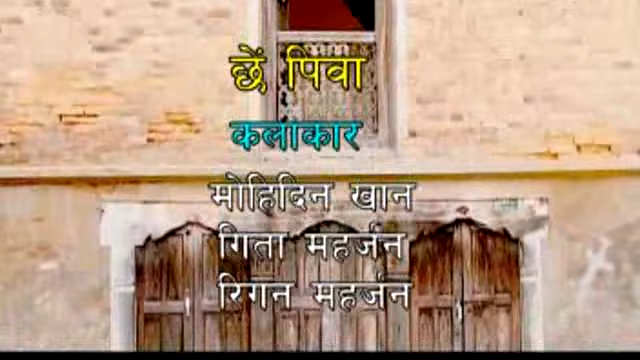 छेँ पिवा
कलाकार
मोहिदिन खान
गिता महर्जन
रिगन महर्जन